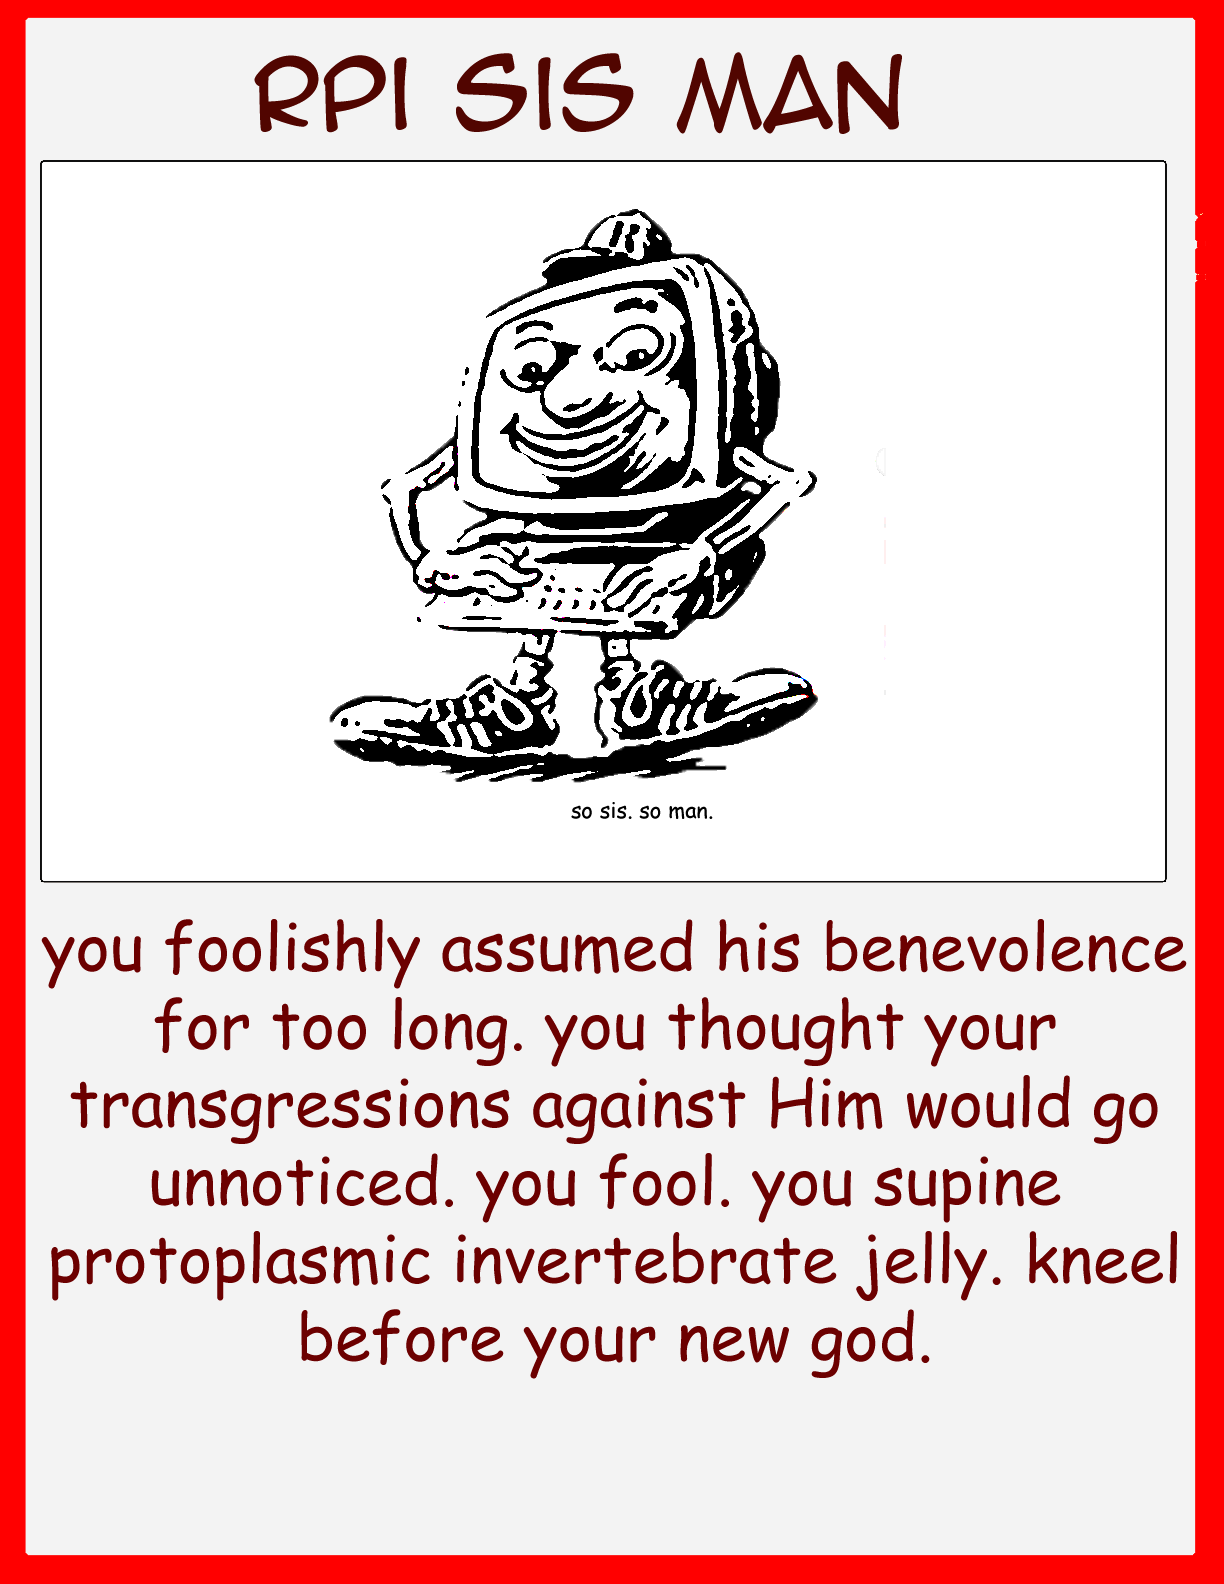 RPI SIS MAN
R
so sis. so man.
you foolishly assumed his benevolence
for too long. you thought your
transgressions against Him would go
unnoticed. you fool. you supine
protoplasmic invertebrate jelly. kneel
before your new god.